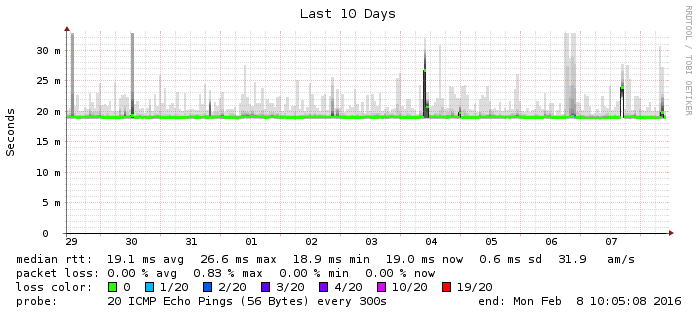 Last 10 Days
RRDTOOL / TOBI OETIKER
Seconds
30 m
25 m
20 m
15 m
10 m
5 m
0
29 30 31 01 02 03 04 05 06 07
median rtt: 19.1 ms avg 26.6 ms max 18.9 ms min 19.0 ms now 0.6 ms sd 31.9 am/s
packet loss: 0.00 % avg 0.83 % max 0.00 % min 0.00 % now
loss color: 0 1/20 2/20 3/20 4/20 10/20 19/20
probe: 20 ICMP Echo Pings (56 Bytes) every 300s end: Mon Feb 8 10:05:08 2016